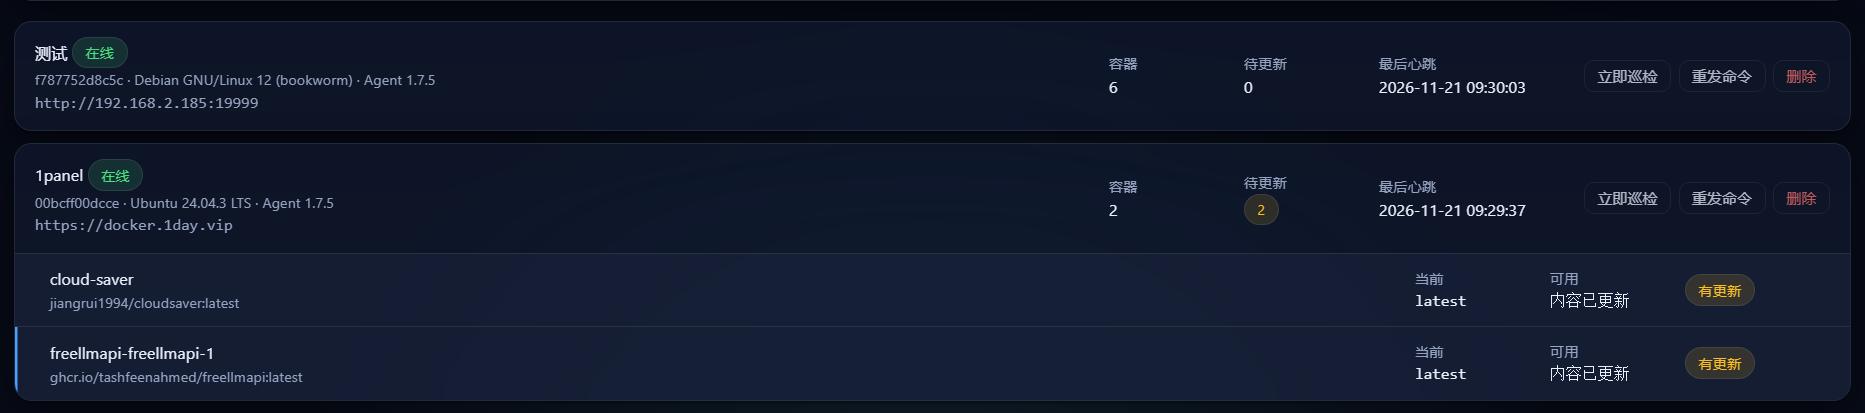 测试 在线
f787752d8c5c · Debian GNU/Linux 12 (bookworm) · Agent 1.7.5
http://192.168.2.185:19999
容器
6
待更新
0
最后心跳
2026-11-21 09:30:03
立即巡检 重发命令 删除
1panel 在线
00bcff00dcce · Ubuntu 24.04.3 LTS · Agent 1.7.5
https://docker.1day.vip
容器
2
待更新
2
最后心跳
2026-11-21 09:29:37
立即巡检 重发命令 删除
cloud-saver
jiangrui1994/cloudsaver:latest
当前
latest
可用
内容已更新
有更新
freellmapi-freellmapi-1
ghcr.io/tashfeenahmed/freellmapi:latest
当前
latest
可用
内容已更新
有更新